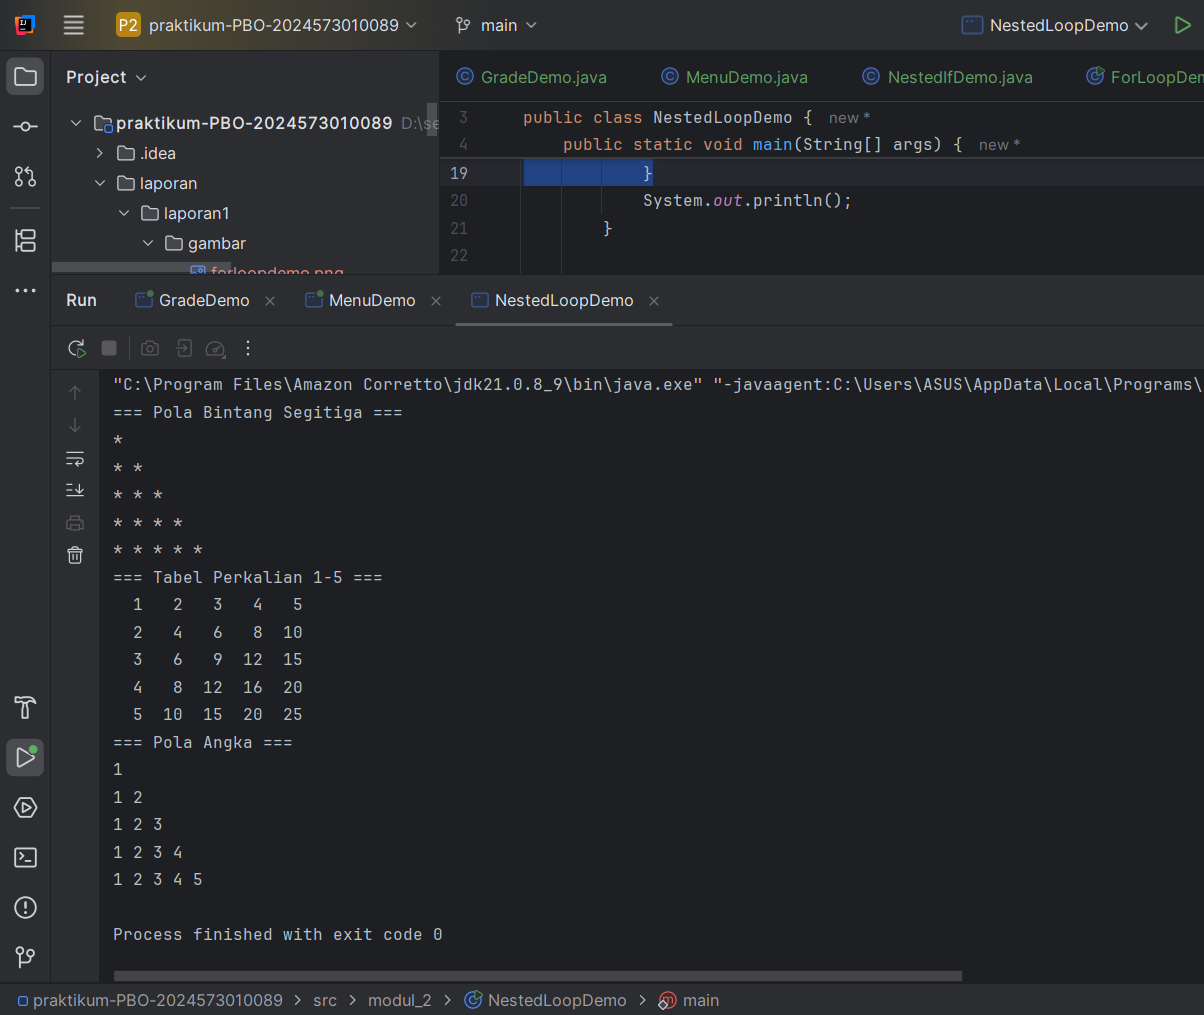 P2 praktikum-PBO-2024573010089 main NestedLoopDemo
Project
GradeDemo.java MenuDemo.java NestedIfDemo.java ForLoopDem
praktikum-PBO-2024573010089 D:\se
.idea
laporan
laporan1
gambar
forloopdemo.png
3 public class NestedLoopDemo { new *
4 public static void main(String[] args) { new *
19 }
20 System.out.println();
21 }
22
Run GradeDemo MenuDemo NestedLoopDemo
"C:\Program Files\Amazon Corretto\jdk21.0.8_9\bin\java.exe" "-javaagent:C:\Users\ASUS\AppData\Local\Programs\
=== Pola Bintang Segitiga ===
*
* *
* * *
* * * *
* * * * *
=== Tabel Perkalian 1-5 ===
1 2 3 4 5
2 4 6 8 10
3 6 9 12 15
4 8 12 16 20
5 10 15 20 25
=== Pola Angka ===
1
1 2
1 2 3
1 2 3 4
1 2 3 4 5
Process finished with exit code 0
praktikum-PBO-2024573010089 > src > modul_2 > NestedLoopDemo > main